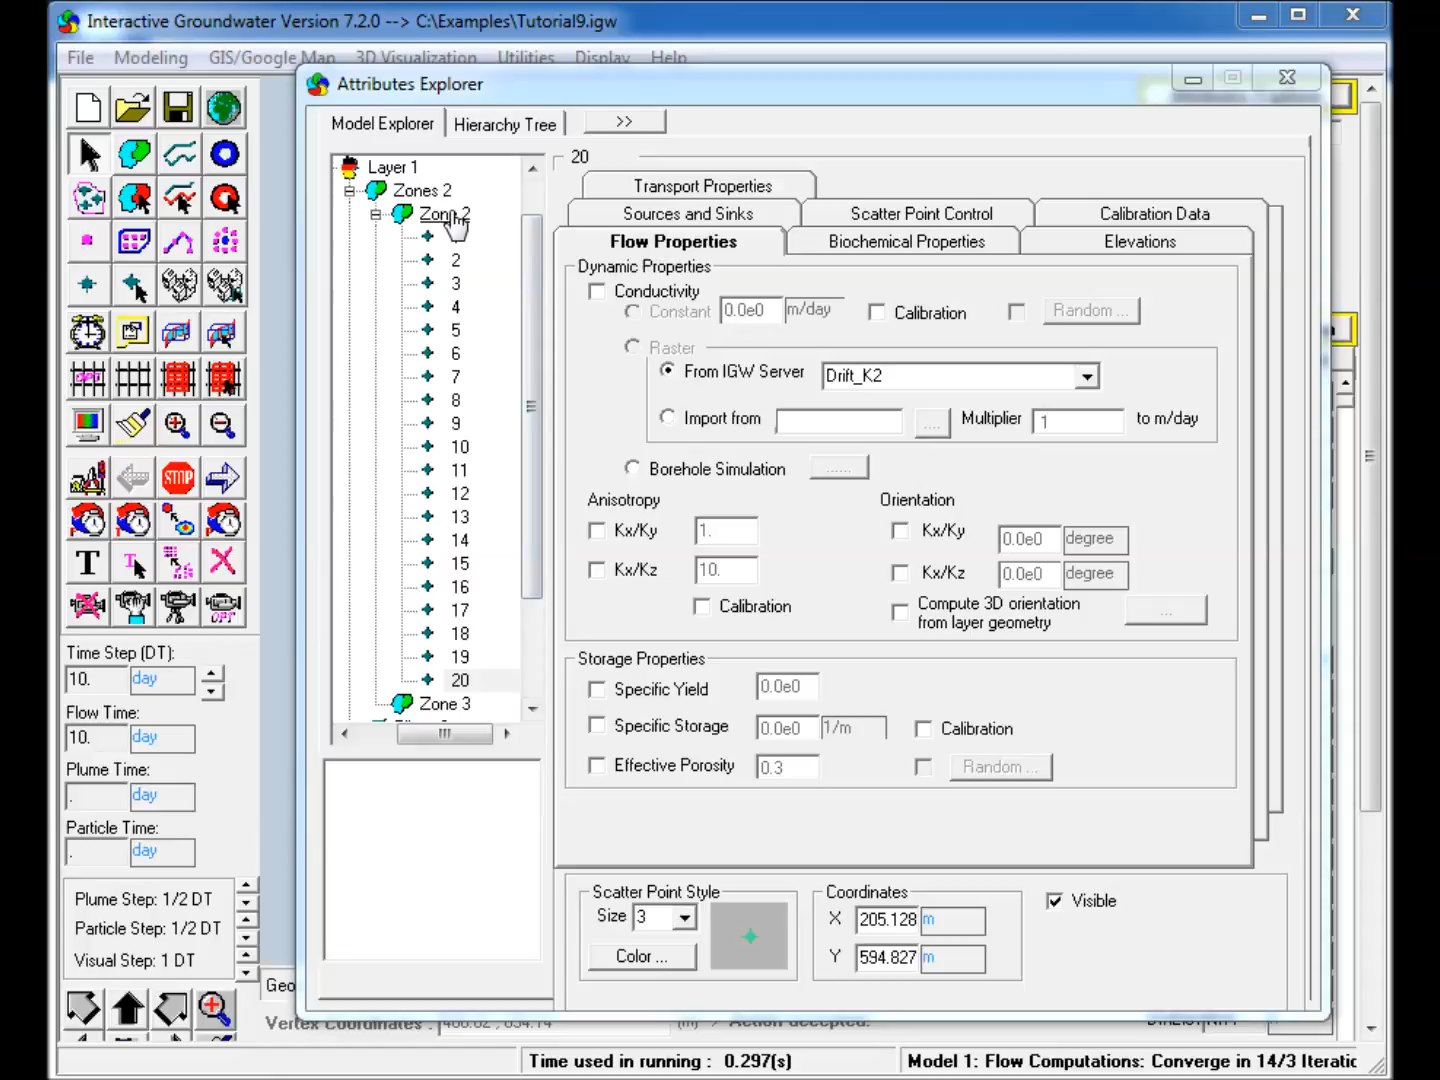 Interactive Groundwater Version 7.2.0 --> C:\Examples\Tutorial9.igw
File Modeling GIS/Google Map 3D Visualization Utilities Display Help
Attributes Explorer
Model Explorer
Hierarchy Tree
>>
Layer 1
Zones 2
Zone 2
2
3
4
5
6
7
8
9
10
11
12
13
14
15
16
17
18
19
20
Zone 3
20
Transport Properties
Sources and Sinks
Scatter Point Control
Calibration Data
Flow Properties
Biochemical Properties
Elevations
Dynamic Properties
Conductivity
Constant 0.0e0 m/day Calibration Random ...
Raster
From IGW Server Drift_K2
Import from .... Multiplier 1 to m/day
Borehole Simulation ......
Anisotropy
Orientation
Kx/Ky 1.
Kx/Ky 0.0e0 degree
Kx/Kz 10.
Kx/Kz 0.0e0 degree
Calibration
Compute 3D orientation
from layer geometry
...
Storage Properties
Specific Yield 0.0e0
Specific Storage 0.0e0 1/m Calibration
Effective Porosity 0.3 Random ...
Scatter Point Style
Size 3
Color ...
Coordinates
X 205.128 m
Y 594.827 m
Visible
OPT
STOP
T
T
OPT
Time Step (DT):
10. day
Flow Time:
10. day
Plume Time:
. day
Particle Time:
. day
Plume Step: 1/2 DT
Particle Step: 1/2 DT
Visual Step: 1 DT
Geo
Vertex Coordinates :
Action accepted.
Time used in running : 0.297(s)
Model 1: Flow Computations: Converge in 14/3 Iteratic